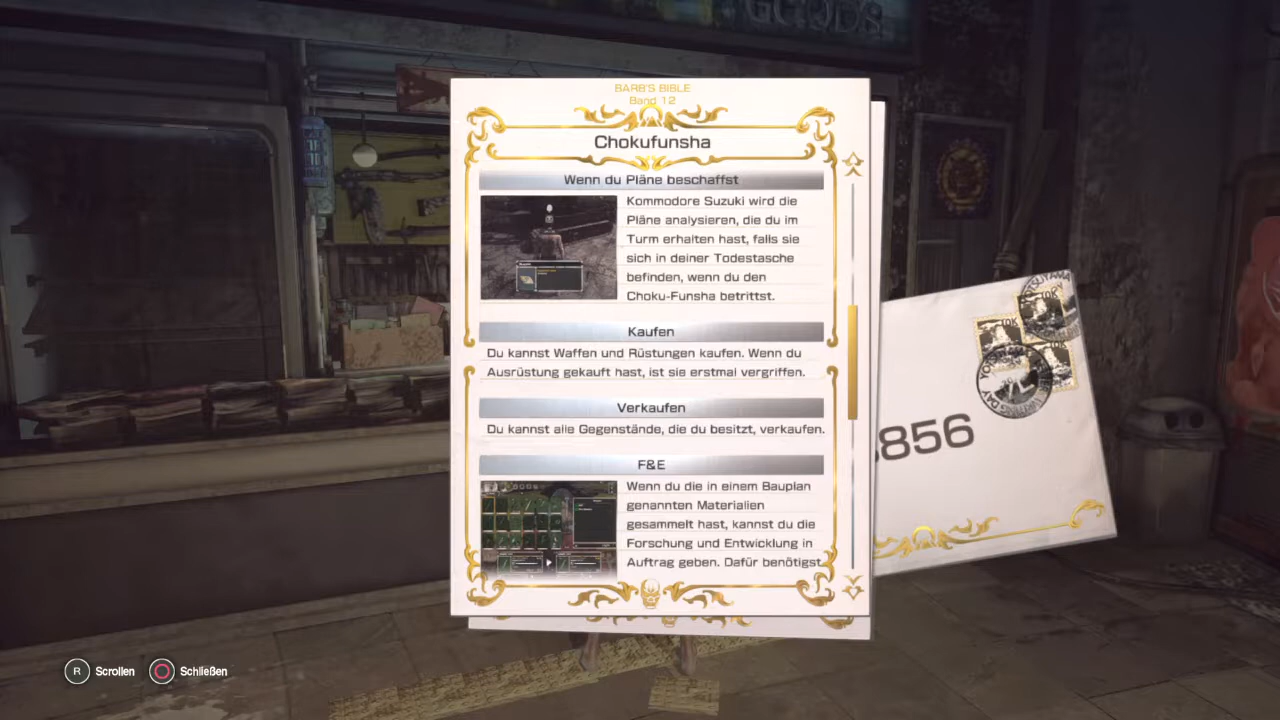 GOODS
BARB'S BIBLE
Band 12
Chokufunsha
Wenn du Pläne beschaffst
Kommodore Suzuki wird die
Pläne analysieren, die du im
Turm erhalten hast, falls sie
sich in deiner Todestasche
befinden, wenn du den
Choku-Funsha betrittst.
Kaufen
Du kannst Waffen und Rüstungen kaufen. Wenn du
Ausrüstung gekauft hast, ist sie erstmal vergriffen.
Verkaufen
Du kannst alle Gegenstände, die du besitzt, verkaufen.
F&E
Wenn du die in einem Bauplan
genannten Materialien
gesammelt hast, kannst du die
Forschung und Entwicklung in
Auftrag geben. Dafür benötigst
856
R Scrollen Schließen